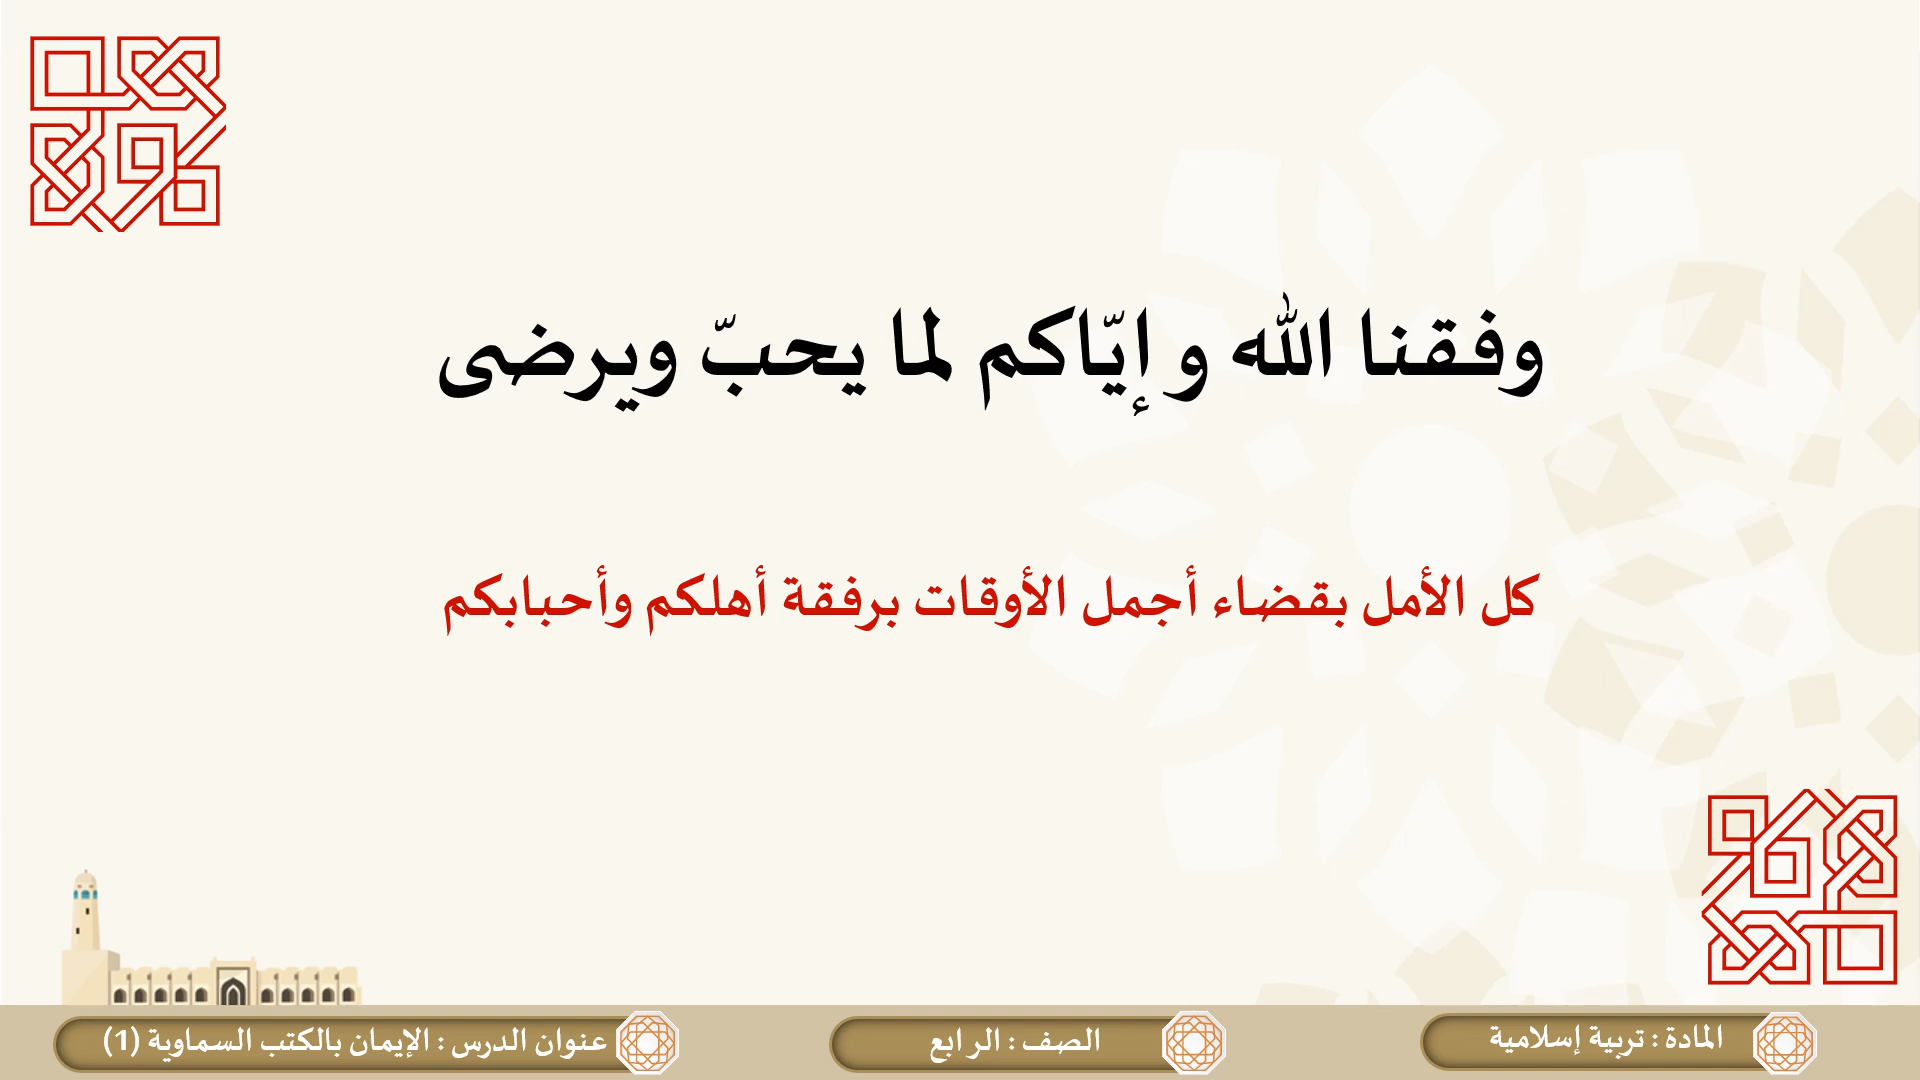 وفقنا الله و إيّاكم لما يحبّ ويرضى
كل الأمل بقضاء أجمل الأوقات برفقة أهلكم وأحبابكم
المادة : تربية إسلامية
الصف : الرابع
عنوان الدرس : الإيمان بالكتب السماوية (1)